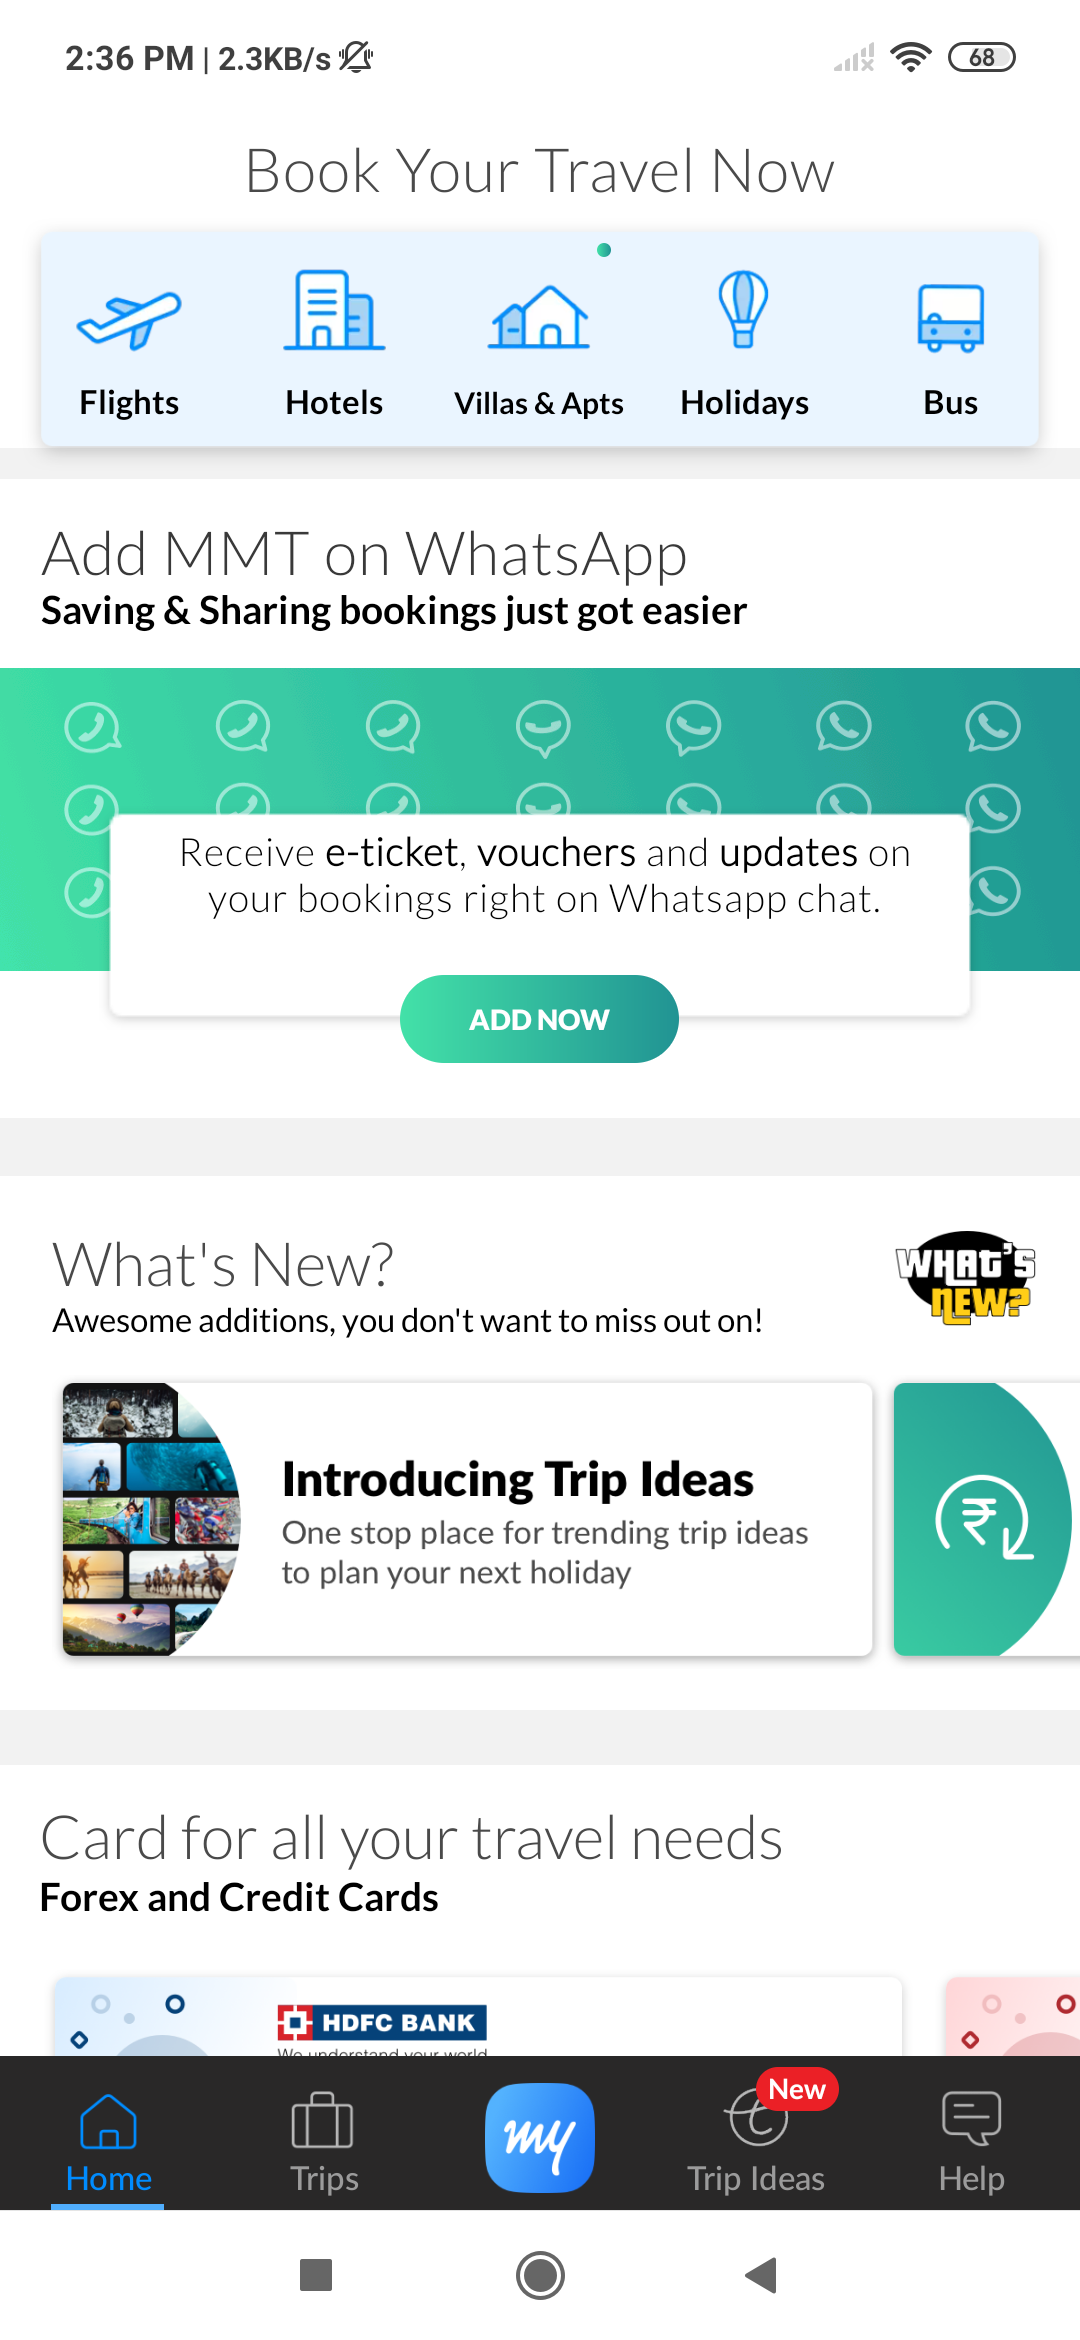 2:36 PM | 2.3KB/s
68
Book Your Travel Now
Flights
Hotels
Villas & Apts
Holidays
Bus
Add MMT on WhatsApp
Saving & Sharing bookings just got easier
Receive e-ticket, vouchers and updates on
your bookings right on Whatsapp chat.
ADD NOW
What's New?
Awesome additions, you don't want to miss out on!
WHAT'S
NEW?
Introducing Trip Ideas
One stop place for trending trip ideas
to plan your next holiday
₹
Card for all your travel needs
Forex and Credit Cards
HDFC BANK
We understand your world
my
New
Home
Trips
Trip Ideas
Help